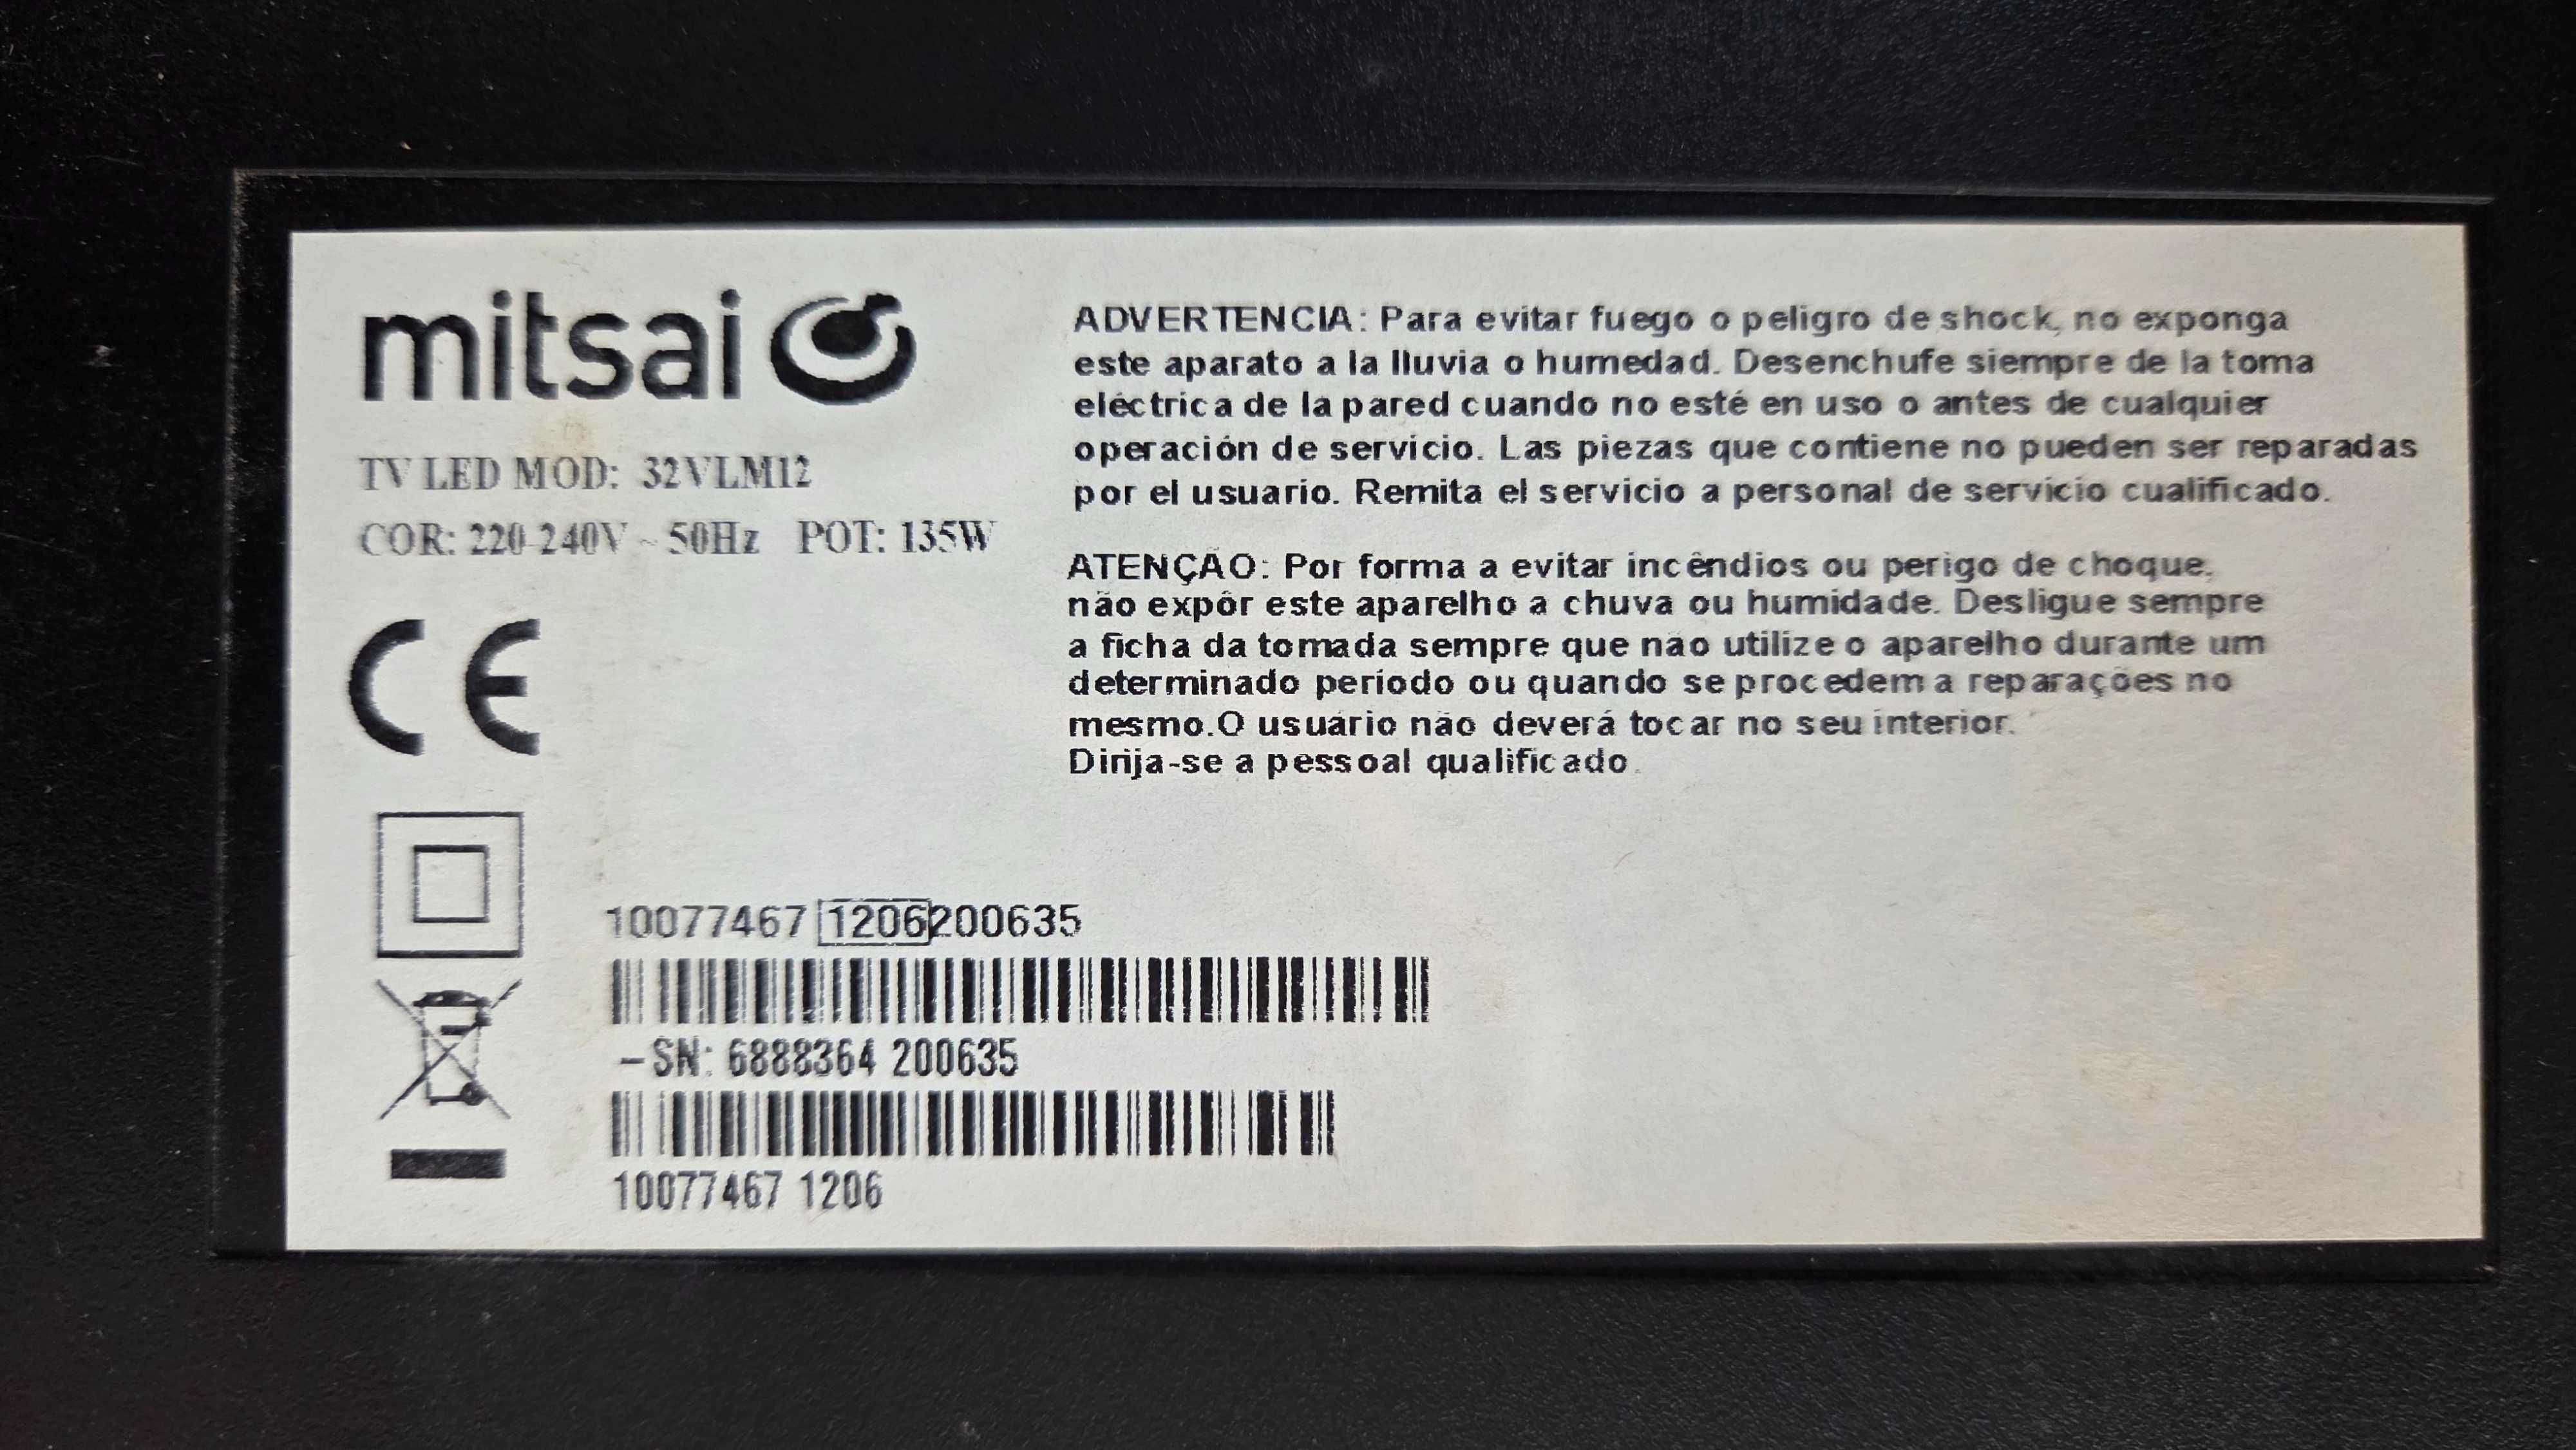 mitsai
TV LED MOD: 32VLM12
COR: 220-240V ~ 50Hz POT: 135W
CE
ADVERTENCIA: Para evitar fuego o peligro de shock, no exponga
este aparato a la lluvia o humedad. Desenchufe siempre de la toma
eléctrica de la pared cuando no esté en uso o antes de cualquier
operación de servicio. Las piezas que contiene no pueden ser reparadas
por el usuario. Remita el servicio a personal de servicio cualificado.
ATENÇÃO: Por forma a evitar incêndios ou perigo de choque,
não expôr este aparelho a chuva ou humidade. Desligue sempre
a ficha da tomada sempre que não utilize o aparelho durante um
determinado período ou quando se procedem a reparações no
mesmo.O usuário não deverá tocar no seu interior.
Dirija-se a pessoal qualificado.
10077467 1206200635
-SN: 6888364 200635
10077467 1206